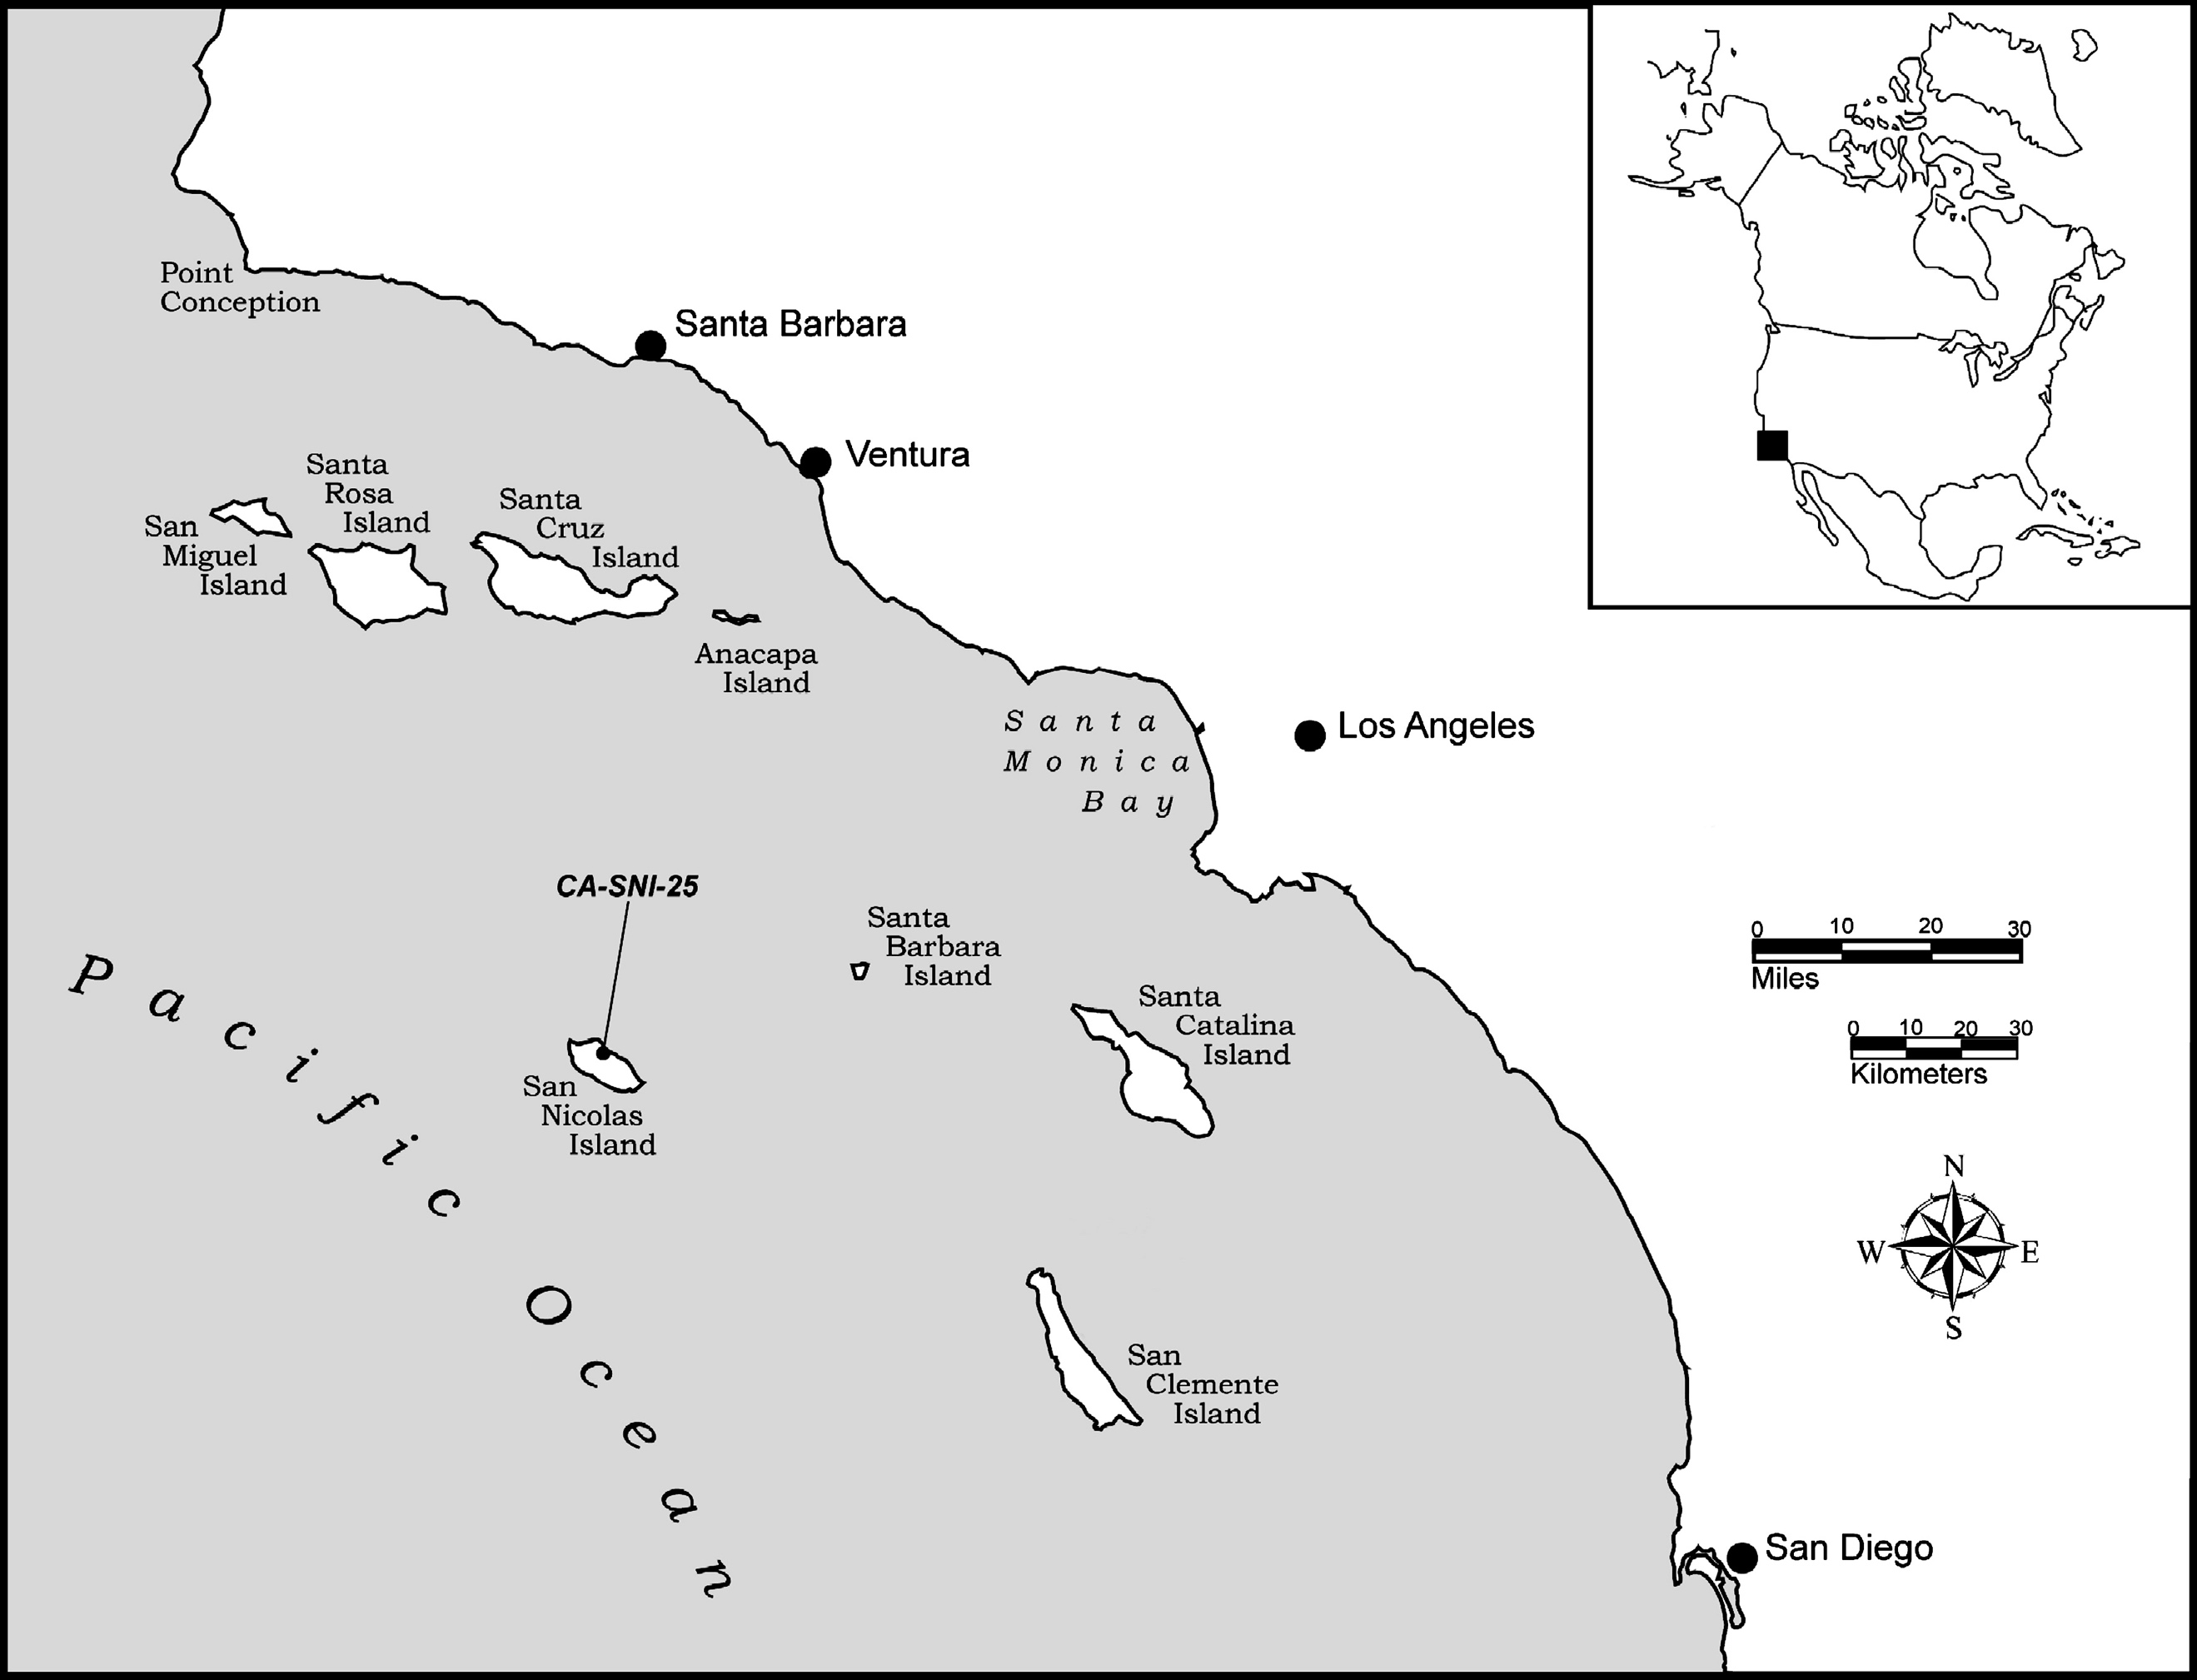 Point
Conception
Santa Barbara
Ventura
Santa
Rosa
Island
San
Miguel
Island
Santa
Cruz
Island
Anacapa
Island
Santa
Monica
Bay
Los Angeles
CA-SNI-25
Santa
Barbara
Island
San
Nicolas
Island
Santa
Catalina
Island
San
Clemente
Island
San Diego
Pacific Ocean
0 10 20 30
Miles
0 10 20 30
Kilometers
N
W E
S